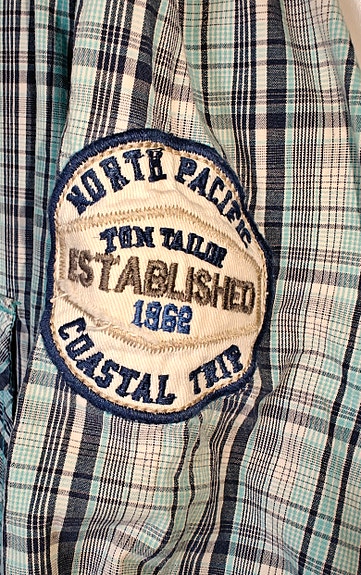 NORTH PACIFIC
TOM TAILOR
ESTABLISHED
1962
COASTAL TRIP